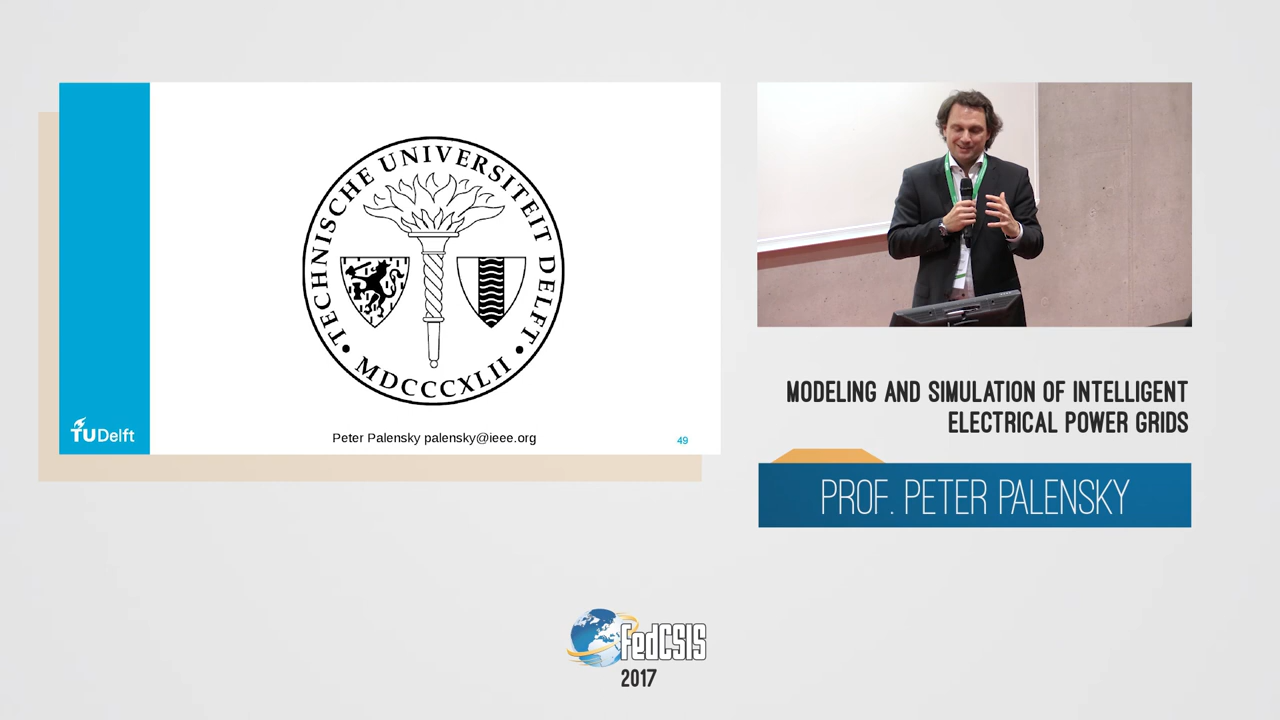 TECHNISCHE UNIVERSITEIT DELFT
MDCCCXLII
TUDelft
Peter Palensky palensky@ieee.org
49
MODELING AND SIMULATION OF INTELLIGENT
ELECTRICAL POWER GRIDS
PROF. PETER PALENSKY
FedCSIS
2017